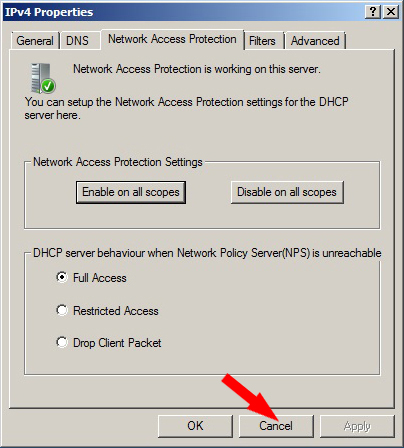 IPv4 Properties
General DNS Network Access Protection Filters Advanced
Network Access Protection is working on this server.
You can setup the Network Access Protection settings for the DHCP
server here.
Network Access Protection Settings
Enable on all scopes Disable on all scopes
DHCP server behaviour when Network Policy Server(NPS) is unreachable
Full Access
Restricted Access
Drop Client Packet
OK Cancel Apply